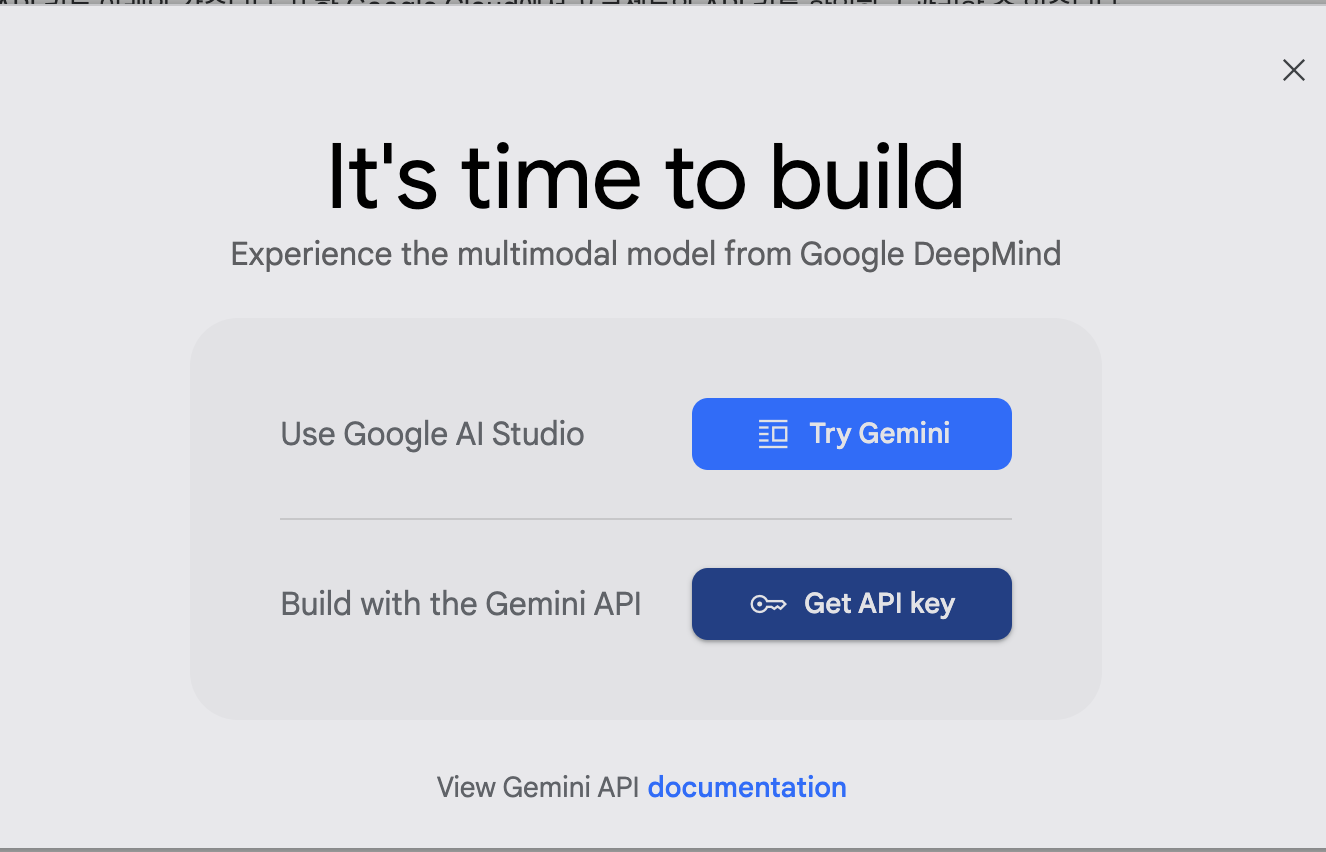 It's time to build
Experience the multimodal model from Google DeepMind
Use Google AI Studio
Try Gemini
Build with the Gemini API
Get API key
View Gemini API documentation